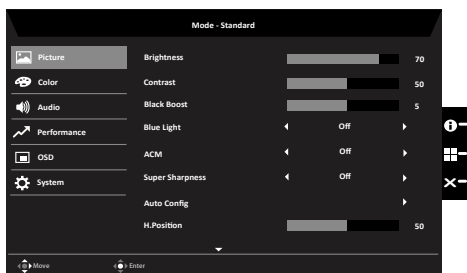 Mode - Standard
Picture
Color
Audio
Performance
OSD
System
Brightness 70
Contrast 50
Black Boost 5
Blue Light Off
ACM Off
Super Sharpness Off
Auto Config
H.Position 50
Move Enter